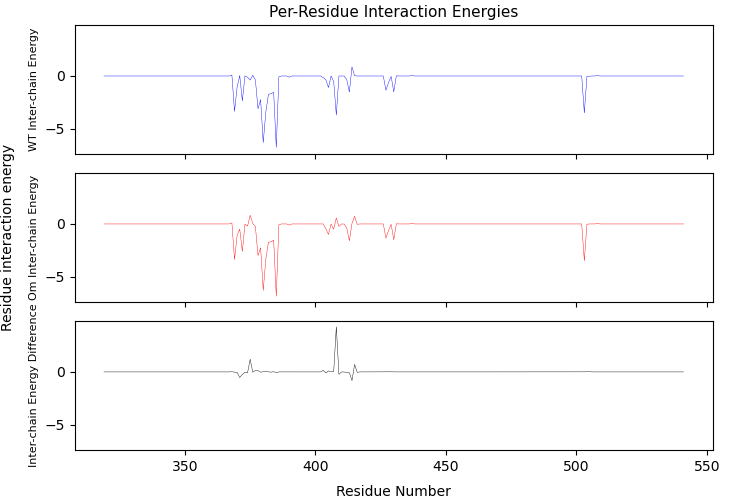 Per-Residue Interaction Energies
Residue interaction energy
WT Inter-chain Energy
0
−5
Om Inter-chain Energy
0
−5
Inter-chain Energy Difference
0
−5
350
400
450
500
550
Residue Number